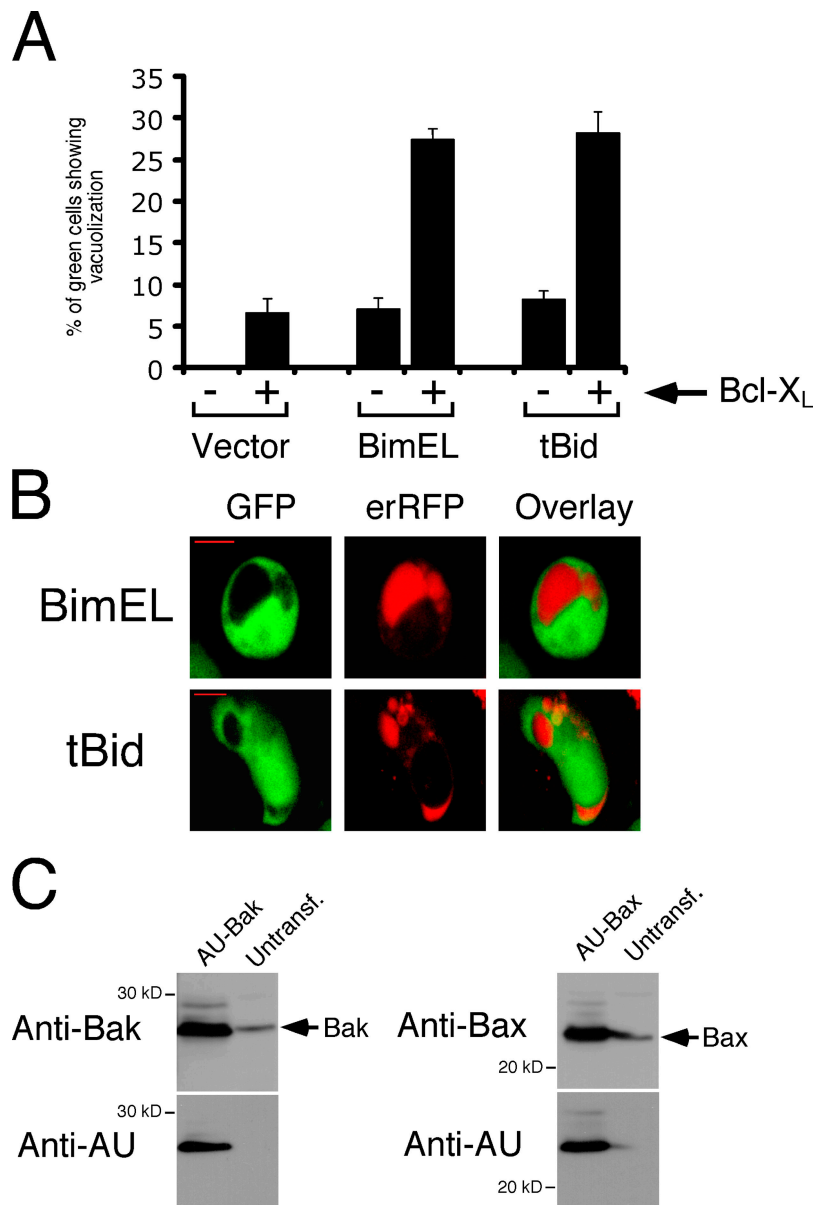 A
% of green cells showing
vacuolization
35
30
25
20
15
10
5
0
- + - + - + Bcl-XL
Vector BimEL tBid
B
GFP erRFP Overlay
BimEL
tBid
C
AU-Bak Untransf. AU-Bax Untransf.
30 kD
Anti-Bak Bak Anti-Bax Bax
20 kD
30 kD
Anti-AU Anti-AU
20 kD